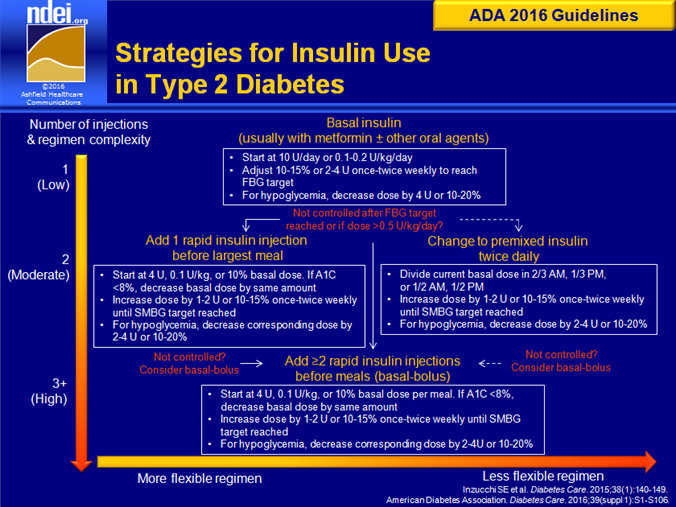 ndei.org
©2016
Ashfield Healthcare
Communications
ADA 2016 Guidelines
Strategies for Insulin Use
in Type 2 Diabetes
Number of injections
& regimen complexity
Basal insulin
(usually with metformin ± other oral agents)
1
(Low)
• Start at 10 U/day or 0.1-0.2 U/kg/day
• Adjust 10-15% or 2-4 U once-twice weekly to reach
FBG target
• For hypoglycemia, decrease dose by 4 U or 10-20%
Not controlled after FBG target
reached or if dose >0.5 U/kg/day?
Add 1 rapid insulin injection
before largest meal
Change to premixed insulin
twice daily
2
(Moderate)
• Start at 4 U, 0.1 U/kg, or 10% basal dose. If A1C
<8%, decrease basal dose by same amount
• Increase dose by 1-2 U or 10-15% once-twice weekly
until SMBG target reached
• For hypoglycemia, decrease corresponding dose by
2-4 U or 10-20%
• Divide current basal dose in 2/3 AM, 1/3 PM,
or 1/2 AM, 1/2 PM
• Increase dose by 1-2 U or 10-15% once-twice weekly
until SMBG target reached
• For hypoglycemia, decrease dose by 2-4 U or 10-20%
Not controlled?
Consider basal-bolus
Add ≥2 rapid insulin injections
before meals (basal-bolus)
Not controlled?
Consider basal-bolus
3+
(High)
• Start at 4 U, 0.1 U/kg, or 10% basal dose per meal. If A1C <8%,
decrease basal dose by same amount
• Increase dose by 1-2 U or 10-15% once-twice weekly until SMBG
target reached
• For hypoglycemia, decrease corresponding dose by 2-4U or 10-20%
More flexible regimen
Less flexible regimen
Inzucchi SE et al. Diabetes Care. 2015;38(1):140-149.
American Diabetes Association. Diabetes Care. 2016;39(suppl 1):S1-S106.